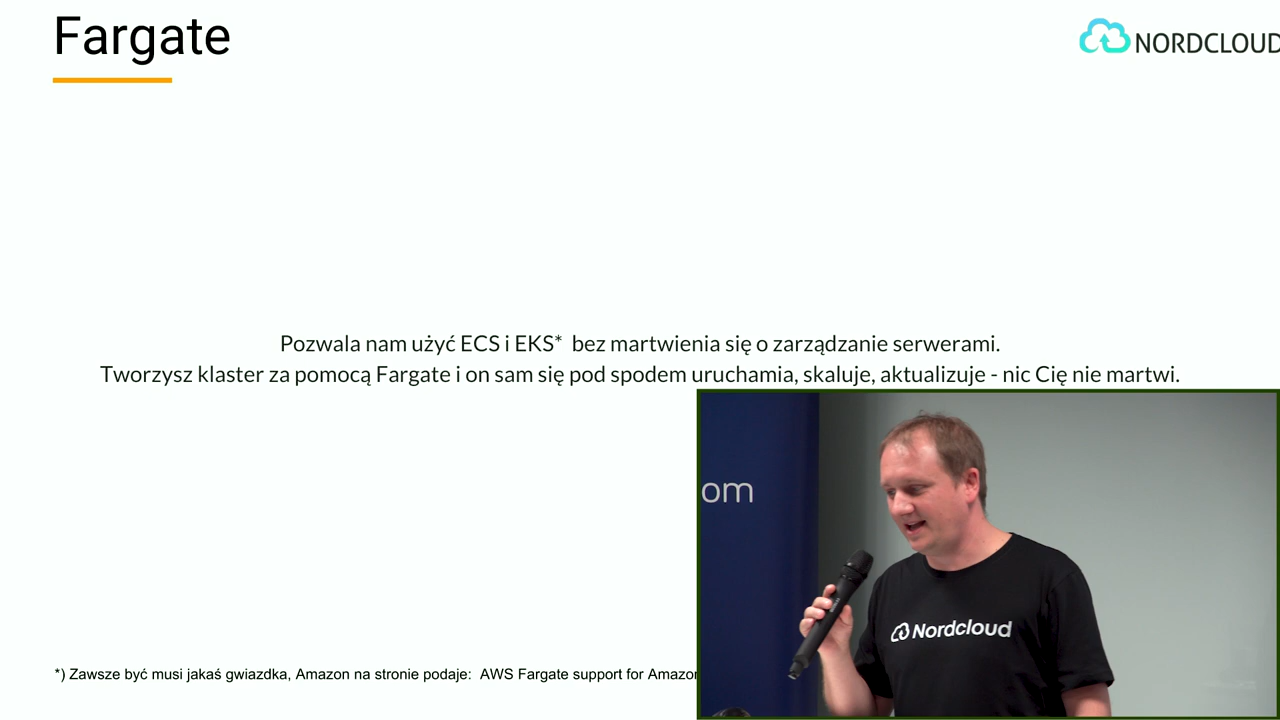 Fargate
NORDCLOUD
Pozwala nam użyć ECS i EKS* bez martwienia się o zarządzanie serwerami.
Tworzysz klaster za pomocą Fargate i on sam się pod spodem uruchamia, skaluje, aktualizuje - nic Cię nie martwi.
om
Nordcloud
*) Zawsze być musi jakaś gwiazdka, Amazon na stronie podaje: AWS Fargate support for